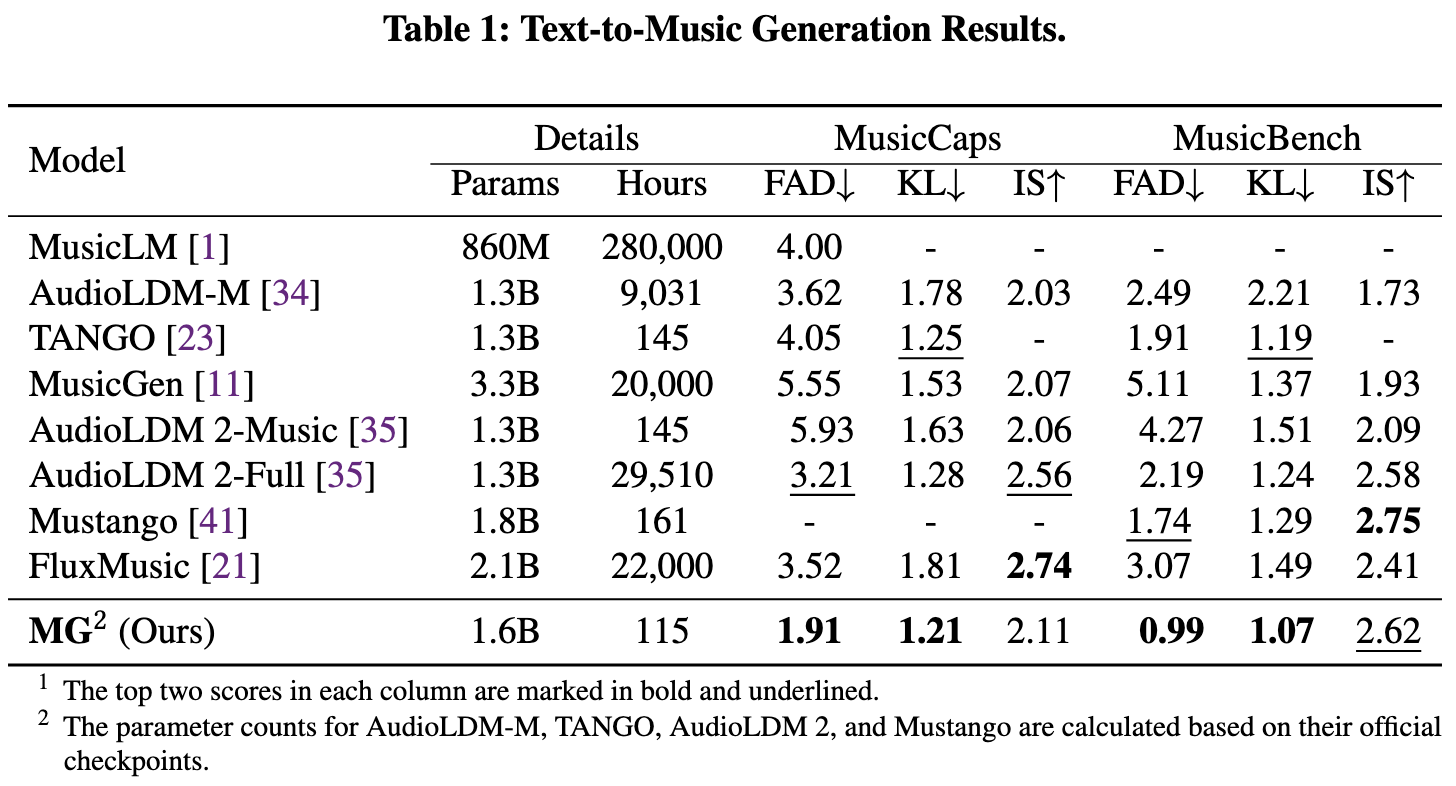 Table 1: Text-to-Music Generation Results.
Model Details MusicCaps MusicBench
Params Hours FAD↓ KL↓ IS↑ FAD↓ KL↓ IS↑
MusicLM [1] 860M 280,000 4.00 - - - - -
AudioLDM-M [34] 1.3B 9,031 3.62 1.78 2.03 2.49 2.21 1.73
TANGO [23] 1.3B 145 4.05 1.25 - 1.91 1.19 -
MusicGen [11] 3.3B 20,000 5.55 1.53 2.07 5.11 1.37 1.93
AudioLDM 2-Music [35] 1.3B 145 5.93 1.63 2.06 4.27 1.51 2.09
AudioLDM 2-Full [35] 1.3B 29,510 3.21 1.28 2.56 2.19 1.24 2.58
Mustango [41] 1.8B 161 - - - 1.74 1.29 2.75
FluxMusic [21] 2.1B 22,000 3.52 1.81 2.74 3.07 1.49 2.41
MG² (Ours) 1.6B 115 1.91 1.21 2.11 0.99 1.07 2.62
¹ The top two scores in each column are marked in bold and underlined.
² The parameter counts for AudioLDM-M, TANGO, AudioLDM 2, and Mustango are calculated based on their official
checkpoints.